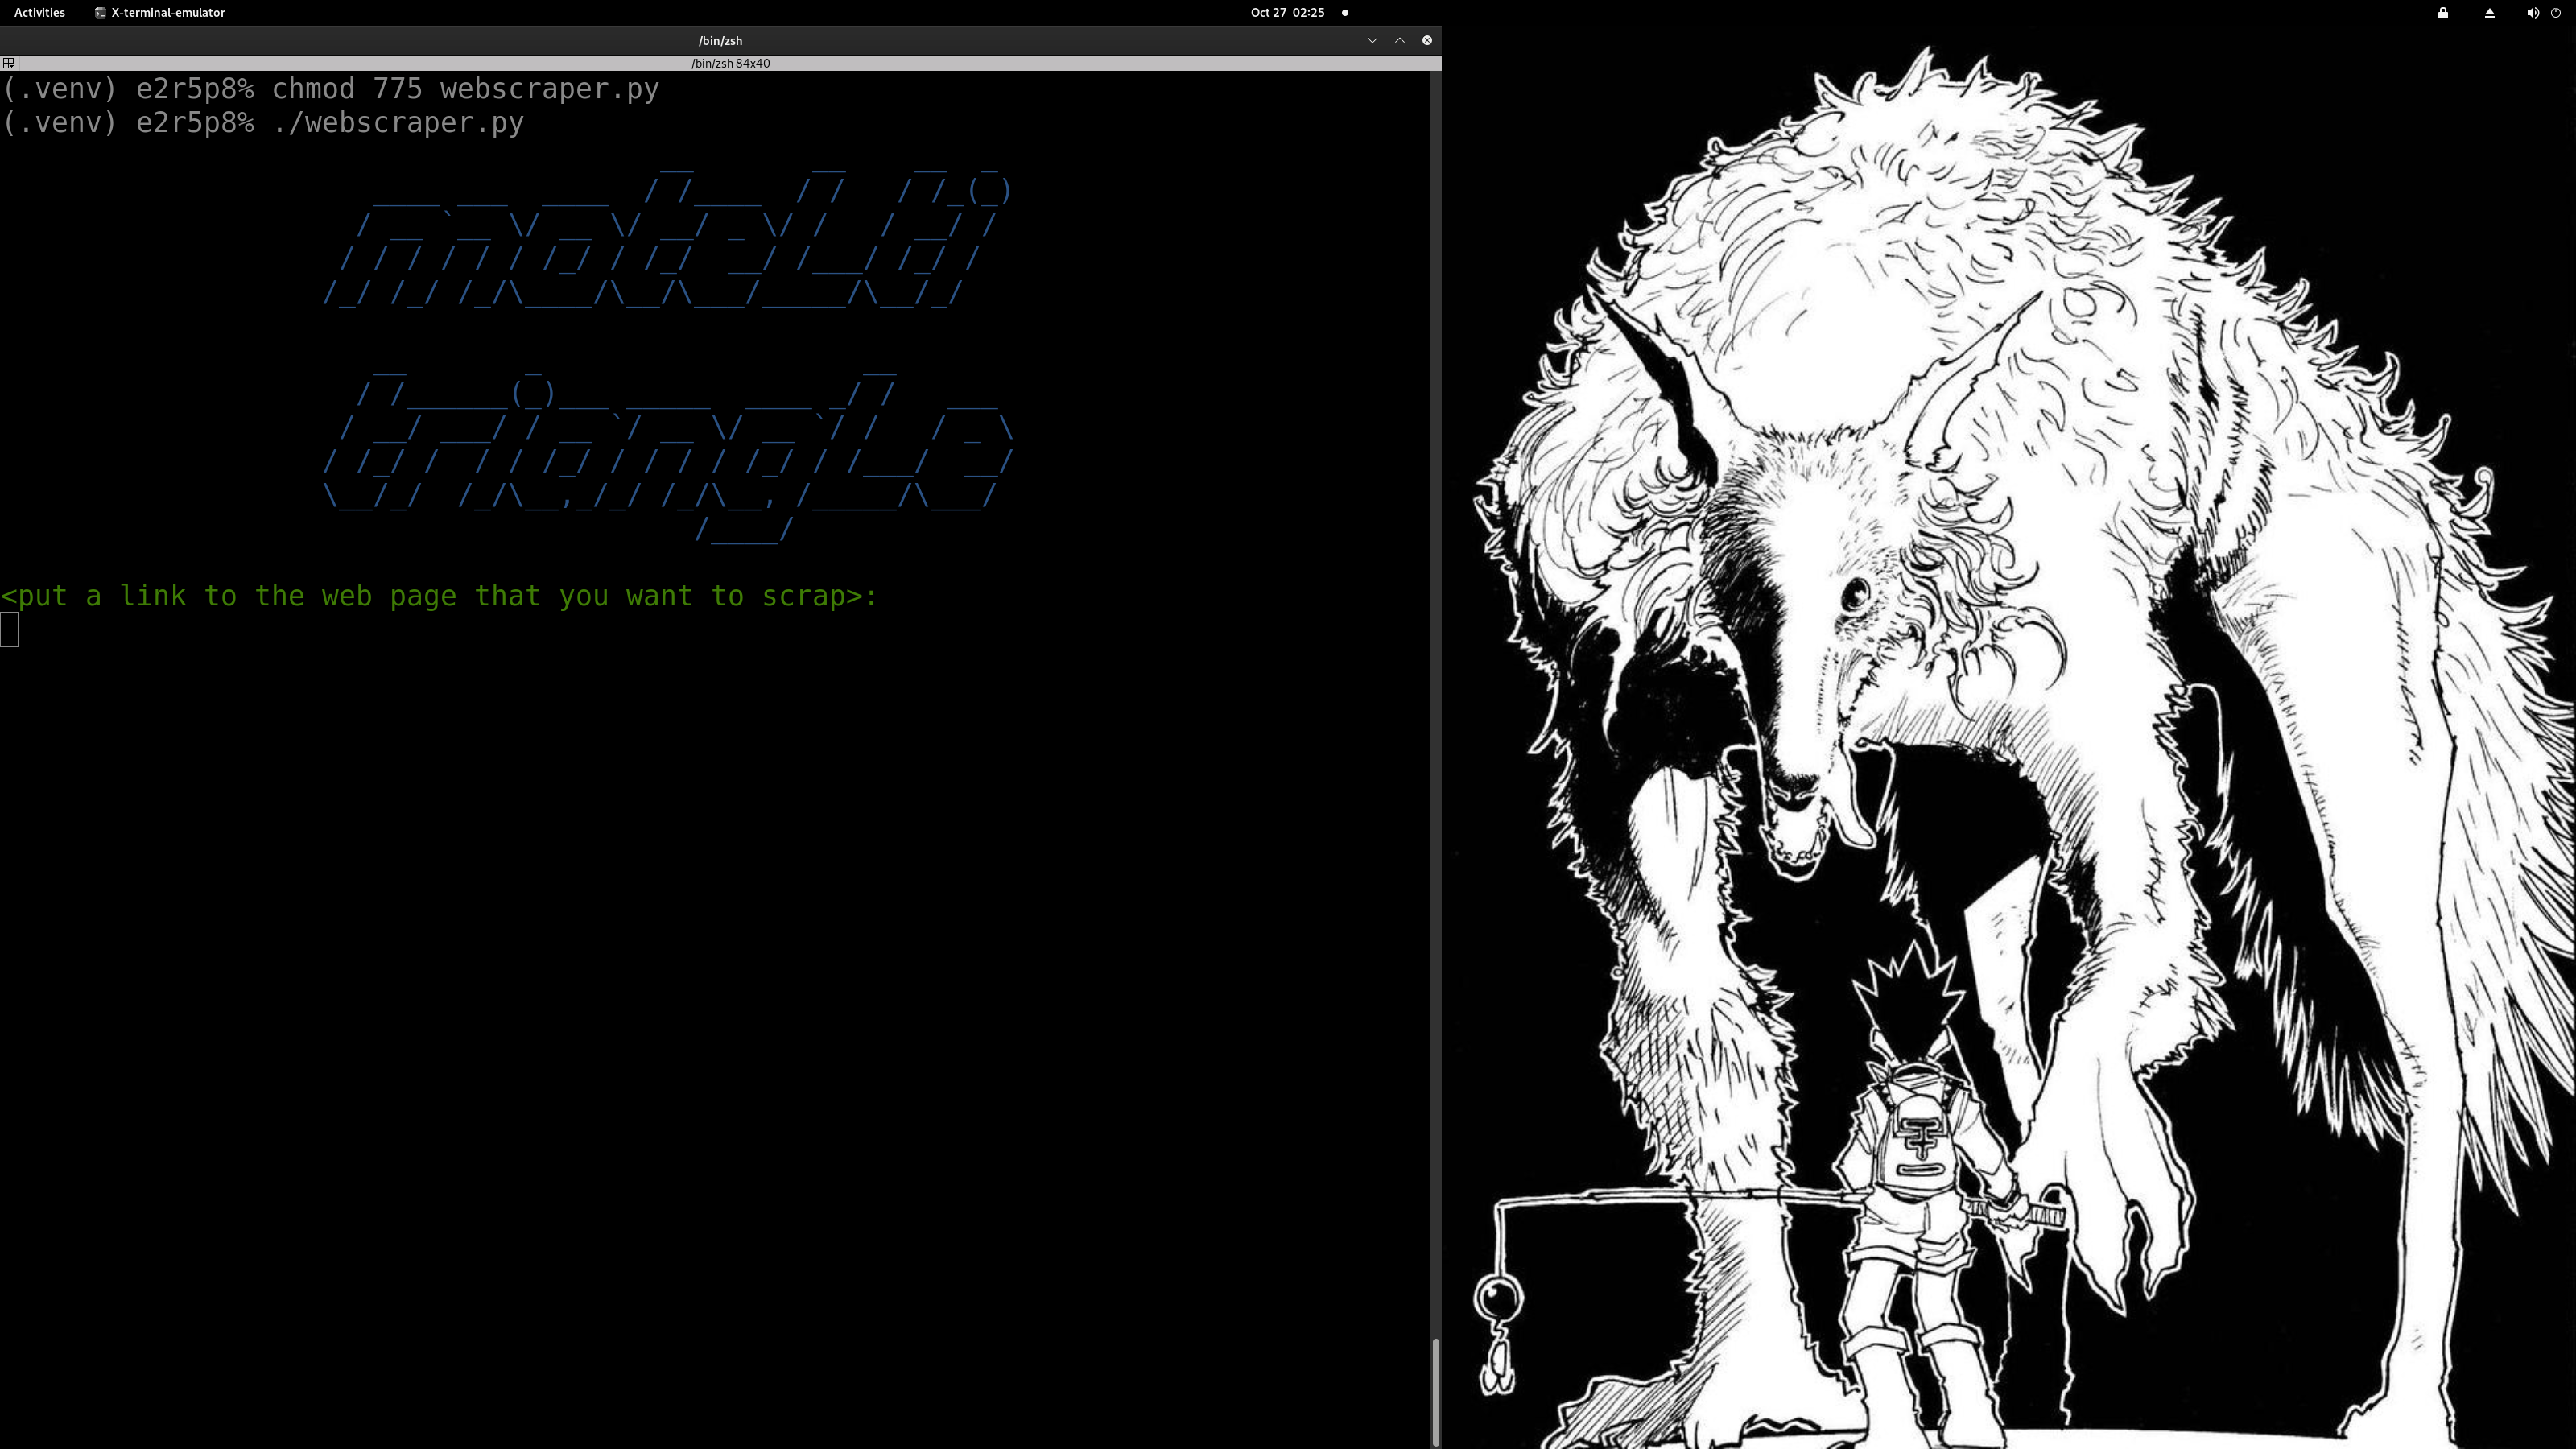 Activities
X-terminal-emulator
Oct 27 02:25
/bin/zsh
/bin/zsh 84x40
(.venv) e2r5p8% chmod 775 webscraper.py
(.venv) e2r5p8% ./webscraper.py
moteLti
triangLe
<put a link to the web page that you want to scrap>: